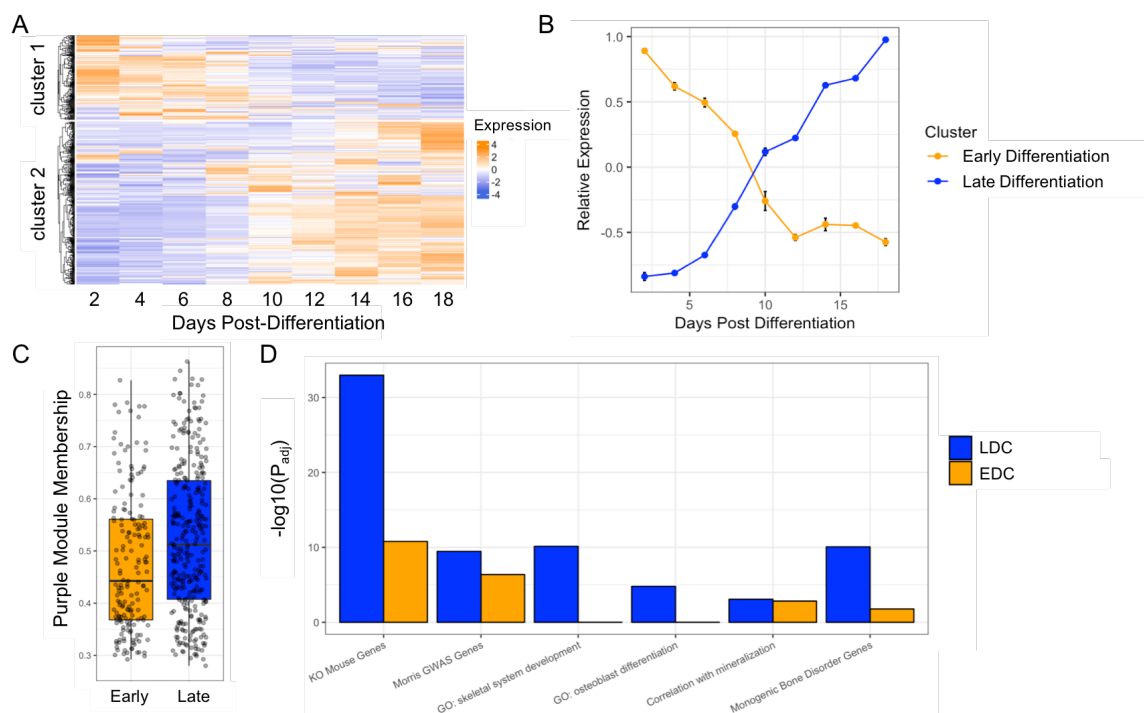 A
cluster 1
cluster 2
Expression
4
2
0
-2
-4
2 4 6 8 10 12 14 16 18
Days Post-Differentiation
B
Relative Expression
1.0
0.5
0.0
-0.5
5 10 15
Days Post Differentiation
Cluster
Early Differentiation
Late Differentiation
C
Purple Module Membership
0.8
0.7
0.6
0.5
0.4
0.3
Early Late
D
-log10(Padj)
30
20
10
0
KO Mouse Genes
Morris GWAS Genes
GO: skeletal system development
GO: osteoblast differentiation
Correlation with mineralization
Monogenic Bone Disorder Genes
LDC
EDC